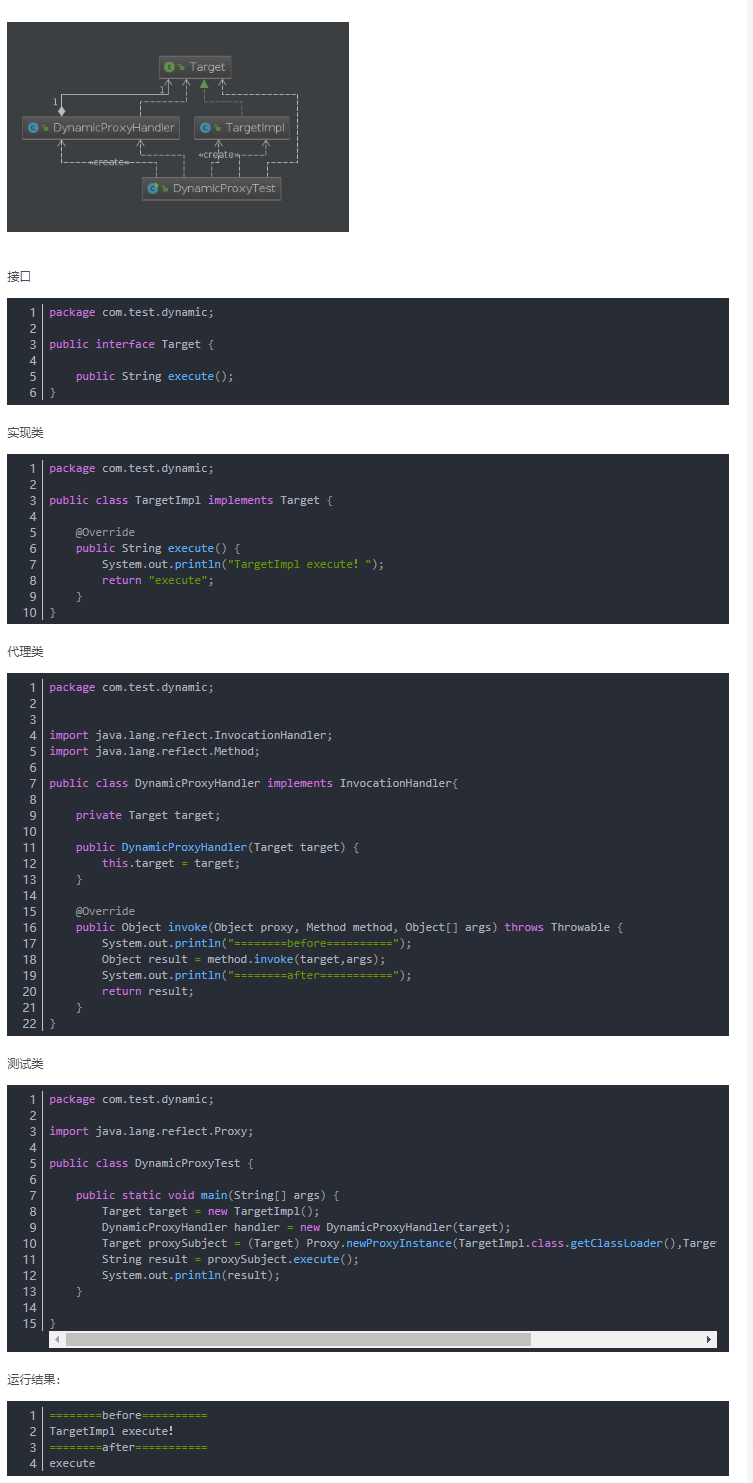 Target
1
1
DynamicProxyHandler
TargetImpl
«create»
«create»
DynamicProxyTest
接口
1 package com.test.dynamic;
2
3 public interface Target {
4
5     public String execute();
6 }
实现类
1 package com.test.dynamic;
2
3 public class TargetImpl implements Target {
4
5     @Override
6     public String execute() {
7         System.out.println("TargetImpl execute！");
8         return "execute";
9     }
10 }
代理类
1 package com.test.dynamic;
2
3
4 import java.lang.reflect.InvocationHandler;
5 import java.lang.reflect.Method;
6
7 public class DynamicProxyHandler implements InvocationHandler{
8
9     private Target target;
10
11     public DynamicProxyHandler(Target target) {
12         this.target = target;
13     }
14
15     @Override
16     public Object invoke(Object proxy, Method method, Object[] args) throws Throwable {
17         System.out.println("========before==========");
18         Object result = method.invoke(target,args);
19         System.out.println("========after===========");
20         return result;
21     }
22 }
测试类
1 package com.test.dynamic;
2
3 import java.lang.reflect.Proxy;
4
5 public class DynamicProxyTest {
6
7     public static void main(String[] args) {
8         Target target = new TargetImpl();
9         DynamicProxyHandler handler = new DynamicProxyHandler(target);
10         Target proxySubject = (Target) Proxy.newProxyInstance(TargetImpl.class.getClassLoader(),Targe
11         String result = proxySubject.execute();
12         System.out.println(result);
13     }
14
15 }
运行结果：
1 ========before==========
2 TargetImpl execute！
3 ========after===========
4 execute